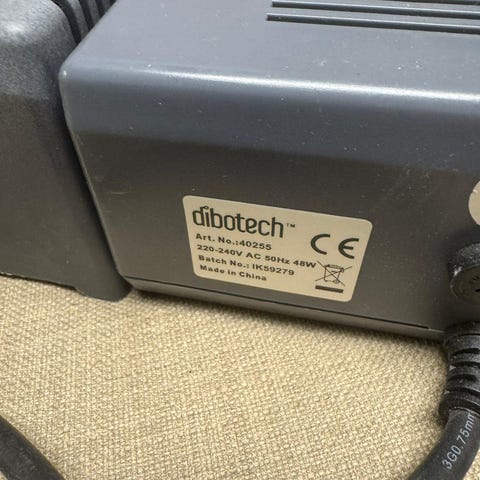 dibotech™
Art. No.:40255
220-240V AC 50Hz 48W
Batch No.: IK59279
Made in China
CE
3G0.75mm